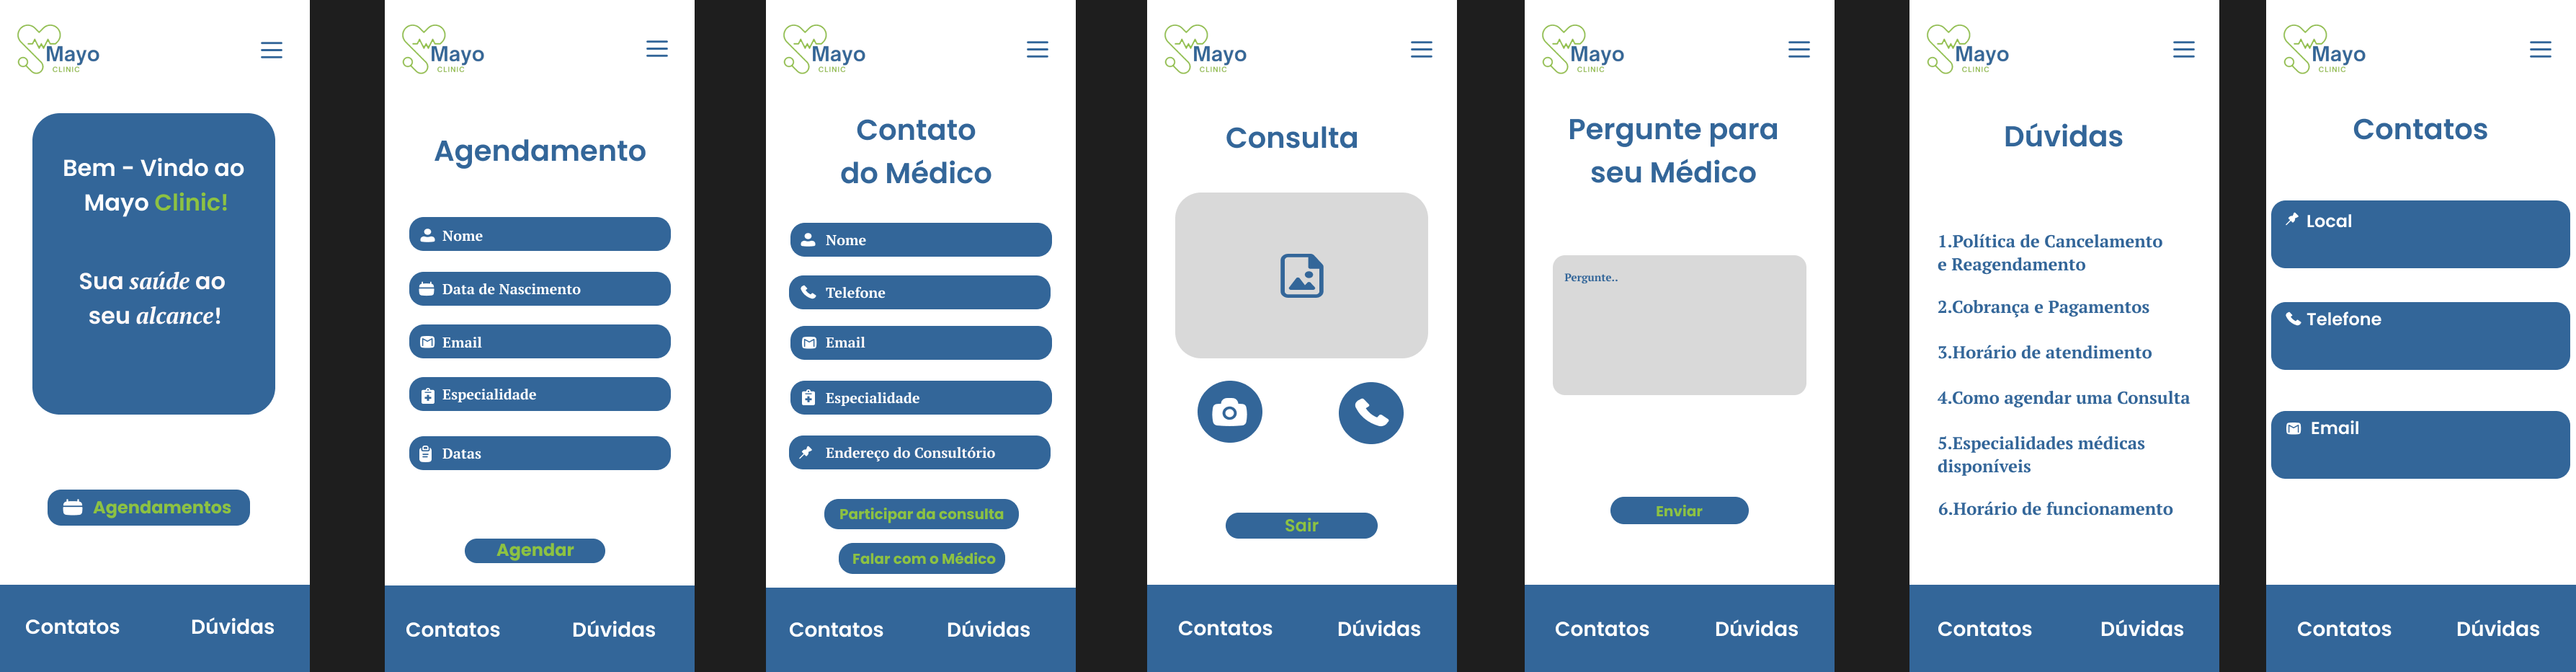 Mayo
CLINIC
Bem - Vindo ao
Mayo Clinic!
Sua saúde ao
seu alcance!
Agendamentos
Contatos
Dúvidas
Mayo
CLINIC
Agendamento
Nome
Data de Nascimento
Email
Especialidade
Datas
Agendar
Contatos
Dúvidas
Mayo
CLINIC
Contato
do Médico
Nome
Telefone
Email
Especialidade
Endereço do Consultório
Participar da consulta
Falar com o Médico
Contatos
Dúvidas
Mayo
CLINIC
Consulta
Sair
Contatos
Dúvidas
Mayo
CLINIC
Pergunte para
seu Médico
Pergunte..
Enviar
Contatos
Dúvidas
Mayo
CLINIC
Dúvidas
1.Política de Cancelamento
e Reagendamento
2.Cobrança e Pagamentos
3.Horário de atendimento
4.Como agendar uma Consulta
5.Especialidades médicas
disponíveis
6.Horário de funcionamento
Contatos
Dúvidas
Mayo
CLINIC
Contatos
Local
Telefone
Email
Contatos
Dúvidas